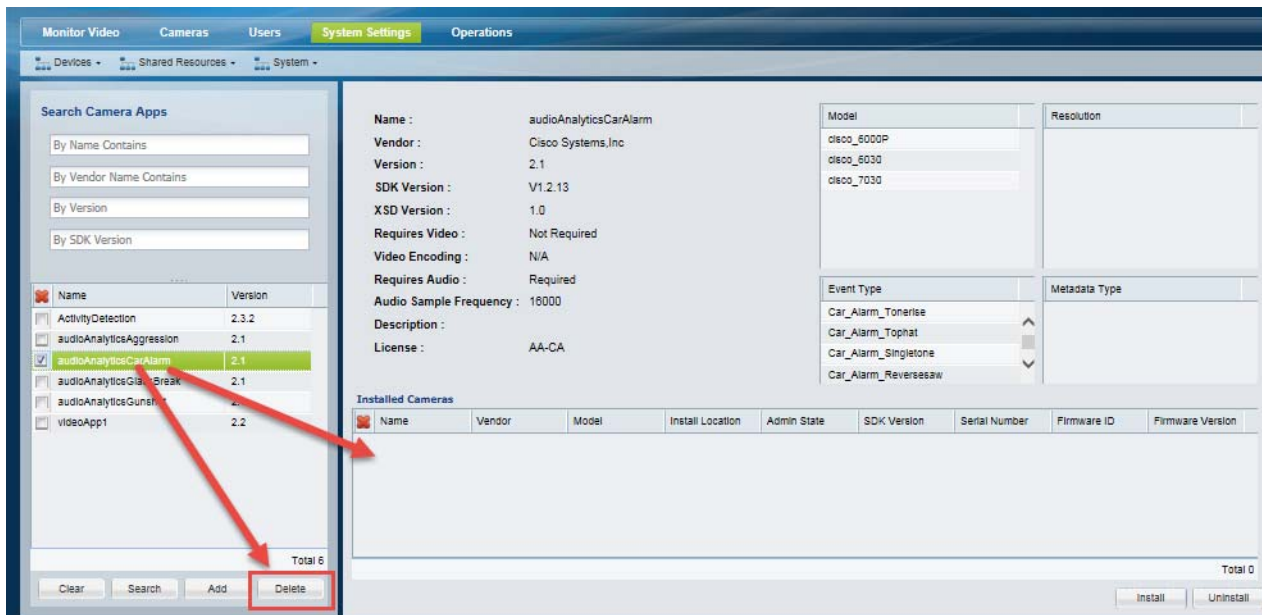 Monitor Video Cameras Users System Settings Operations
Devices Shared Resources System
Search Camera Apps
By Name Contains
By Vendor Name Contains
By Version
By SDK Version
Name Version
ActivityDetection 2.3.2
audioAnalyticsAggression 2.1
audioAnalyticsCarAlarm 2.1
audioAnalyticsGlassBreak 2.1
audioAnalyticsGunshot
videoApp1 2.2
Total 6
Clear Search Add Delete
Name : audioAnalyticsCarAlarm
Vendor : Cisco Systems,Inc
Version : 2.1
SDK Version : V1.2.13
XSD Version : 1.0
Requires Video : Not Required
Video Encoding : N/A
Requires Audio : Required
Audio Sample Frequency : 16000
Description :
License : AA-CA
Model
cisco_6000P
cisco_6030
cisco_7030
Resolution
Event Type
Car_Alarm_Tonerise
Car_Alarm_Tophat
Car_Alarm_Singletone
Car_Alarm_Reversesaw
Metadata Type
Installed Cameras
Name Vendor Model Install Location Admin State SDK Version Serial Number Firmware ID Firmware Version
Total 0
Install Uninstall